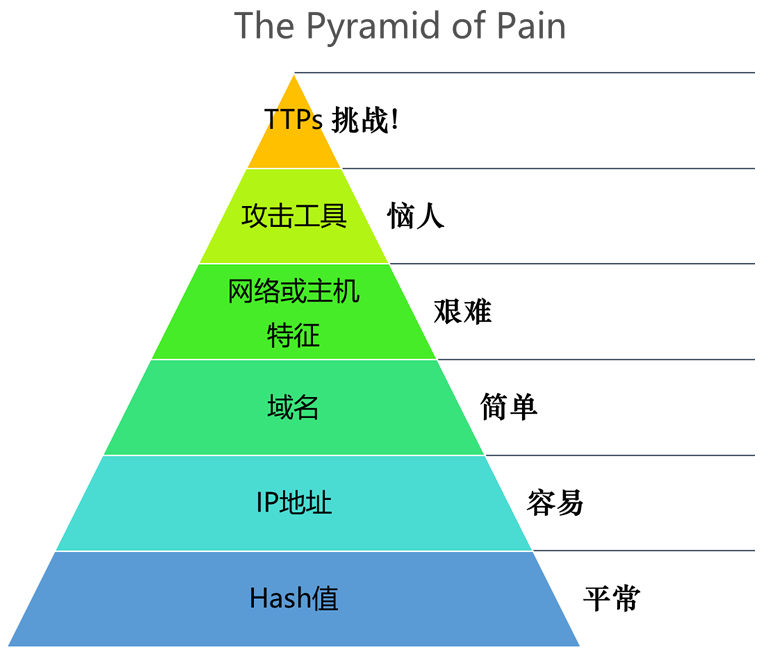 The Pyramid of Pain
TTPs 挑战!
攻击工具 恼人
网络或主机
特征
艰难
域名 简单
IP地址 容易
Hash值 平常